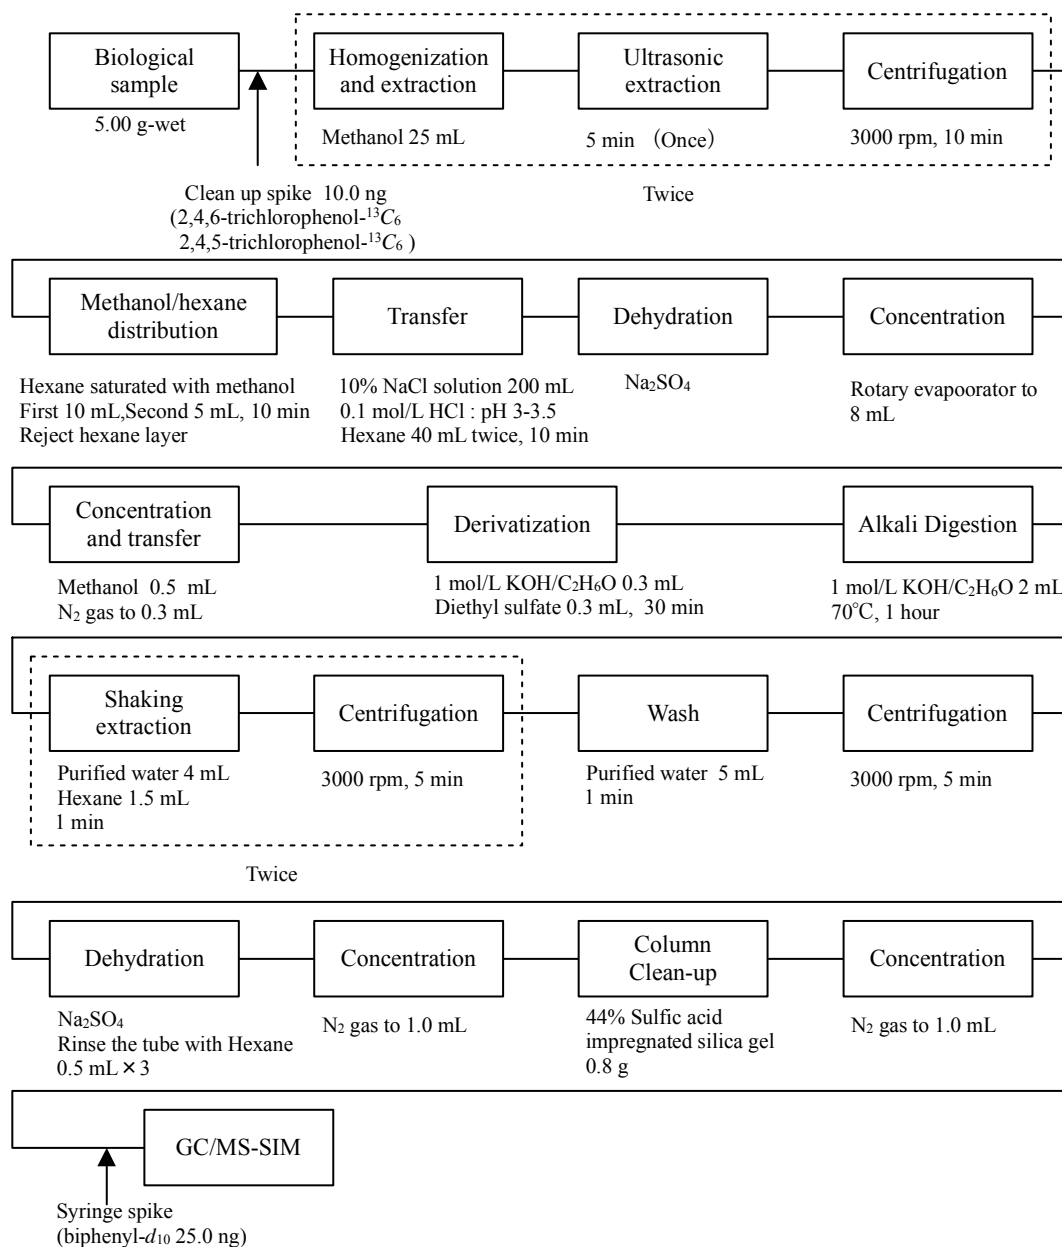 Biological
sample
5.00 g-wet
Homogenization
and extraction
Methanol 25 mL
Ultrasonic
extraction
5 min （Once）
Centrifugation
3000 rpm, 10 min
Twice
Clean up spike 10.0 ng
(2,4,6-trichlorophenol-¹³C₆
2,4,5-trichlorophenol-¹³C₆ )
Methanol/hexane
distribution
Hexane saturated with methanol
First 10 mL,Second 5 mL, 10 min
Reject hexane layer
Transfer
10% NaCl solution 200 mL
0.1 mol/L HCl : pH 3-3.5
Hexane 40 mL twice, 10 min
Dehydration
Na₂SO₄
Concentration
Rotary evapoorator to
8 mL
Concentration
and transfer
Methanol 0.5 mL
N₂ gas to 0.3 mL
Derivatization
1 mol/L KOH/C₂H₆O 0.3 mL
Diethyl sulfate 0.3 mL, 30 min
Alkali Digestion
1 mol/L KOH/C₂H₆O 2 mL
70℃, 1 hour
Shaking
extraction
Purified water 4 mL
Hexane 1.5 mL
1 min
Centrifugation
3000 rpm, 5 min
Twice
Wash
Purified water 5 mL
1 min
Centrifugation
3000 rpm, 5 min
Dehydration
Na₂SO₄
Rinse the tube with Hexane
0.5 mL × 3
Concentration
N₂ gas to 1.0 mL
Column
Clean-up
44% Sulfic acid
impregnated silica gel
0.8 g
Concentration
N₂ gas to 1.0 mL
GC/MS-SIM
Syringe spike
(biphenyl-d₁₀ 25.0 ng)